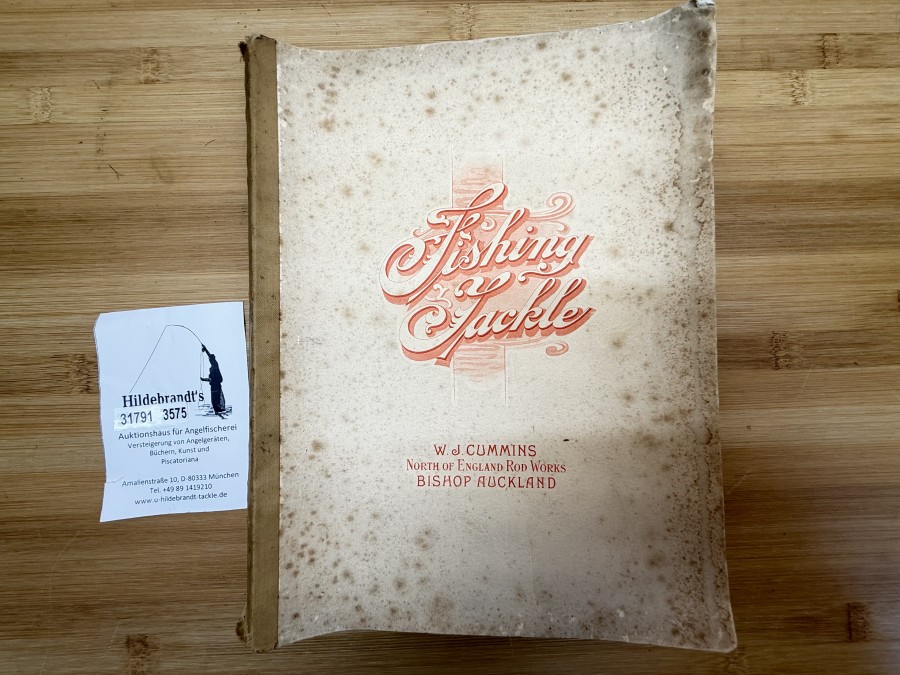 Fishing
Tackle
W. J. CUMMINS
NORTH OF ENGLAND ROD WORKS
BISHOP AUCKLAND
Hildebrandt's
31791 3575
Auktionshaus für Angelfischerei
Versteigerung von Angelgeräten,
Büchern, Kunst und
Piscatoriana
Amalienstraße 10, D-80333 München
Tel. +49 89 1419210
www.u-hildebrandt-tackle.de